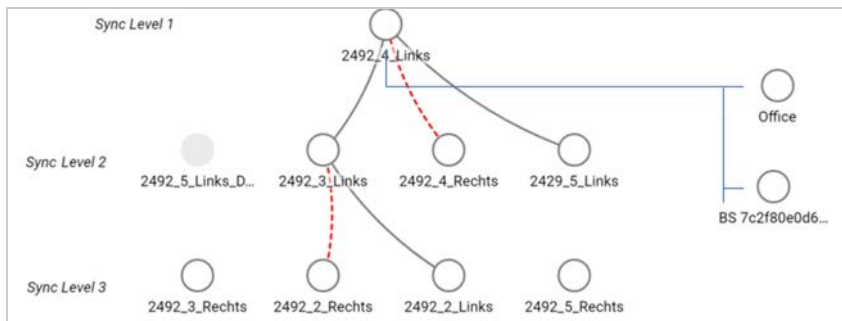 Sync Level 1
2492_4_Links
Office
Sync Level 2
2492_5_Links_D...
2492_3_Links
2492_4_Rechts
2429_5_Links
BS 7c2f80e0d6...
Sync Level 3
2492_3_Rechts
2492_2_Rechts
2492_2_Links
2492_5_Rechts